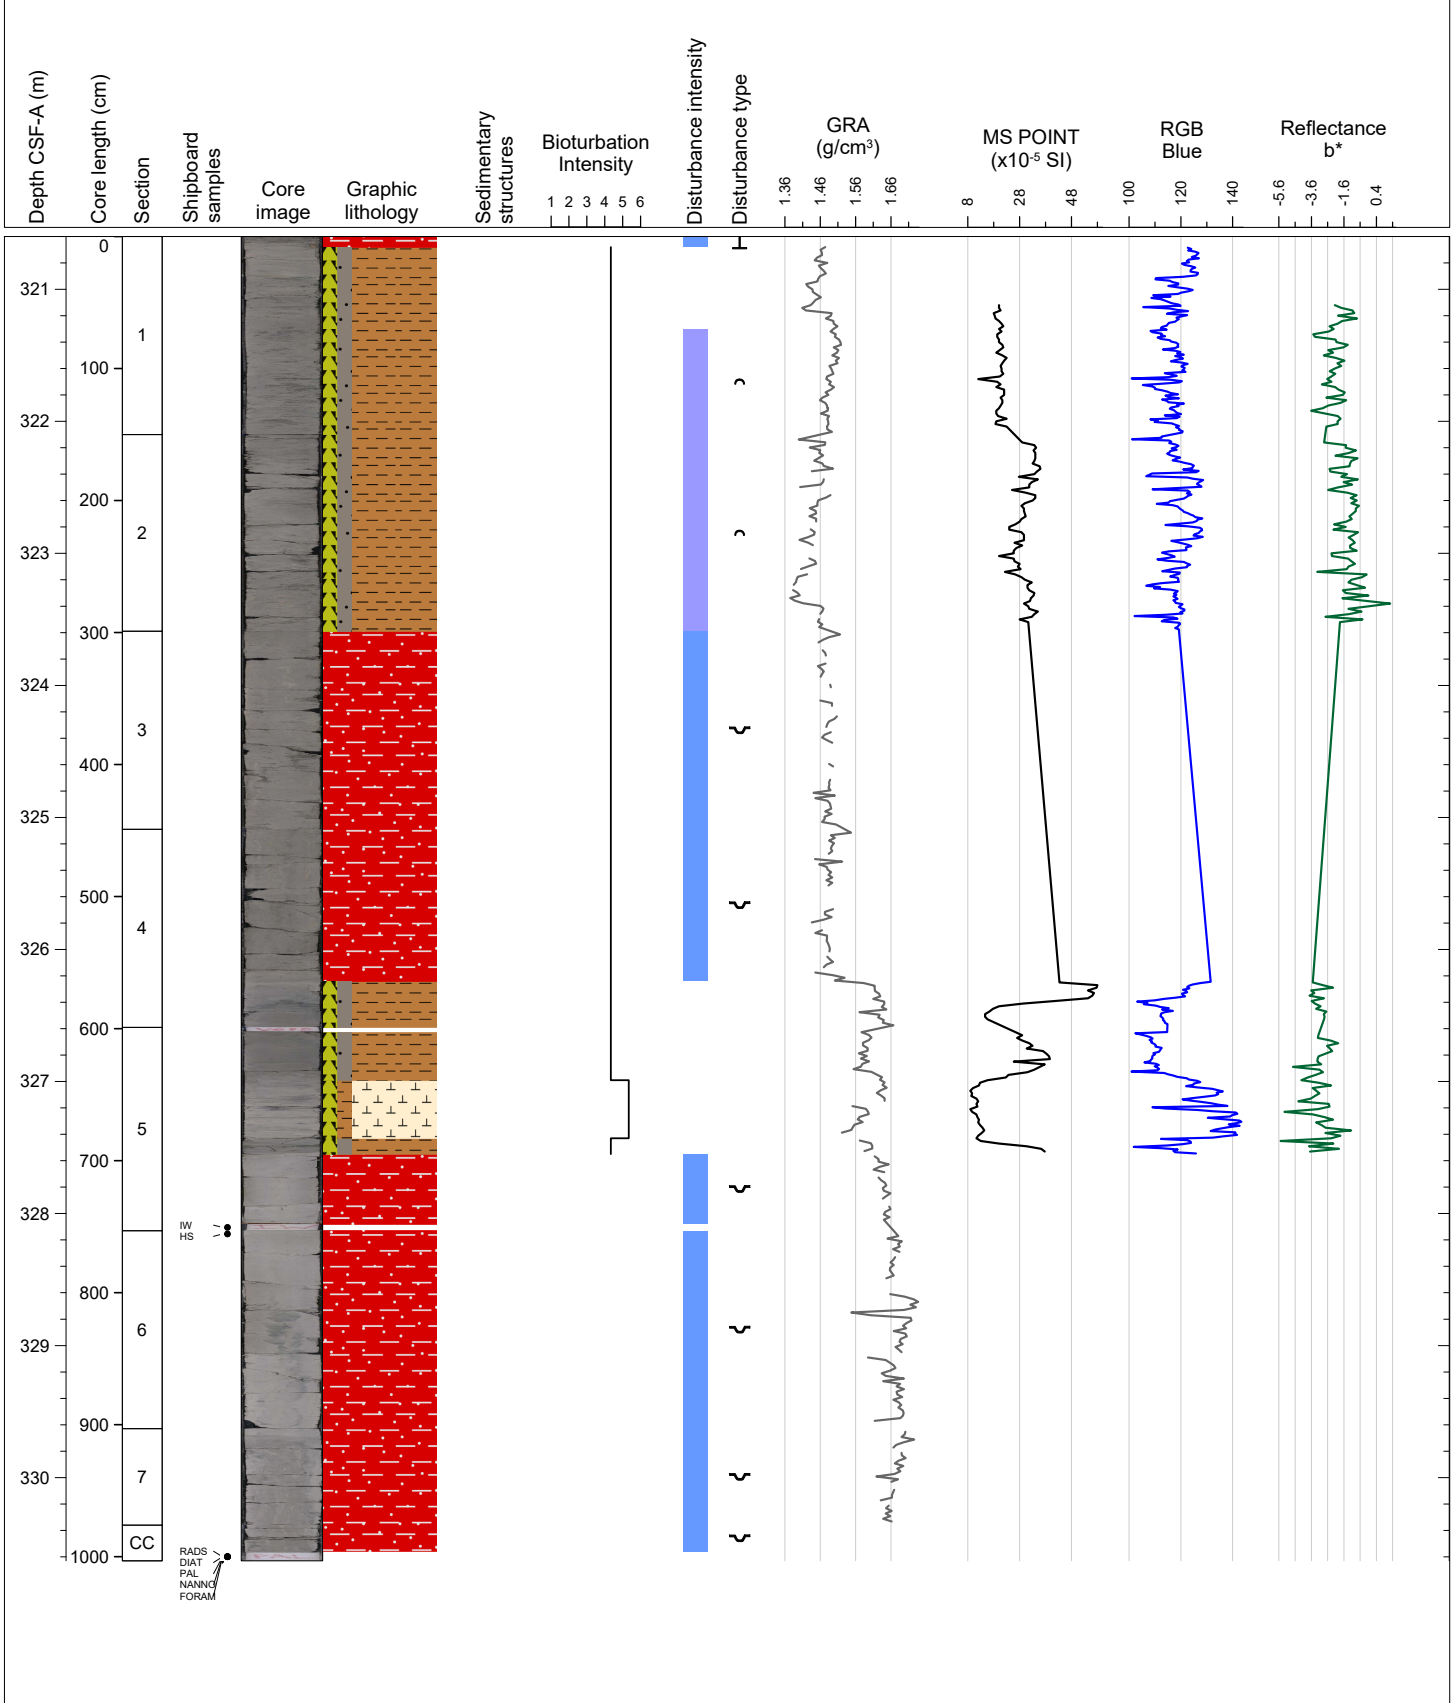 Depth CSF-A (m)
Core length (cm)
Section
Shipboard
samples
Core
image
Graphic
lithology
Sedimentary
structures
Bioturbation
Intensity
1 2 3 4 5 6
Disturbance intensity
Disturbance type
GRA
(g/cm³)
1.36 1.46 1.56 1.66
MS POINT
(x10⁻⁵ SI)
8 28 48
RGB
Blue
100 120 140
Reflectance
b*
-5.6 -3.6 -1.6 0.4
0
321
1
100
322
200
2
323
300
324
3
400
325
500
4
326
600
327
5
700
328
IW
HS
800
6
329
900
330
7
CC
1000
RADS
DIAT
PAL
NANNO
FORAM